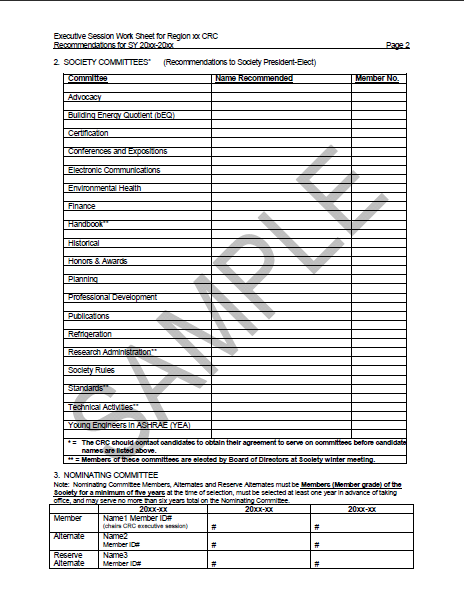 Executive Session Work Sheet for Region xx CRC
Recommendations for SY 20xx-20xx Page 2
2. SOCIETY COMMITTEES* (Recommendations to Society President-Elect)
Committee Name Recommended Member No.
Advocacy
Building Energy Quotient (bEQ)
Certification
Conferences and Expositions
Electronic Communications
Environmental Health
Finance
Handbook**
Historical
Honors & Awards
Planning
Professional Development
Publications
Refrigeration
Research Administration**
Society Rules
Standards**
Technical Activities**
Young Engineers in ASHRAE (YEA)
* = The CRC should contact candidates to obtain their agreement to serve on committees before candidate
names are listed above.
** = Members of these committees are elected by Board of Directors at Society winter meeting.
SAMPLE
3. NOMINATING COMMITTEE
Note: Nominating Committee Members, Alternates and Reserve Alternates must be Members (Member grade) of the
Society for a minimum of five years at the time of selection, must be selected at least one year in advance of taking
office, and may serve no more than six years total on the Nominating Committee.
20xx-xx 20xx-xx 20xx-xx
Member Name1 Member ID#
(chairs CRC executive session) # #
Alternate Name2
Member ID# # #
Reserve Name3
Alternate Member ID# # #